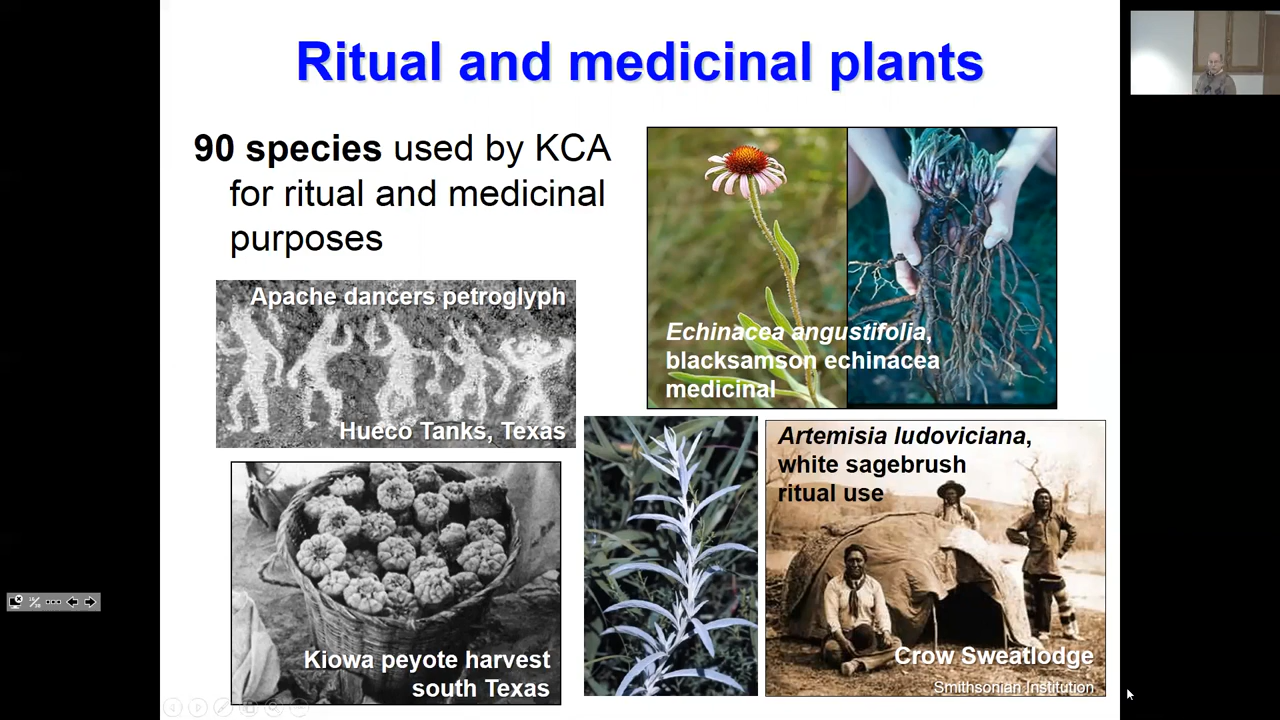 Ritual and medicinal plants
90 species used by KCA
for ritual and medicinal
purposes
Apache dancers petroglyph
Hueco Tanks, Texas
Echinacea angustifolia,
blacksamson echinacea
medicinal
Kiowa peyote harvest
south Texas
Artemisia ludoviciana,
white sagebrush
ritual use
Crow Sweatlodge
Smithsonian Institution